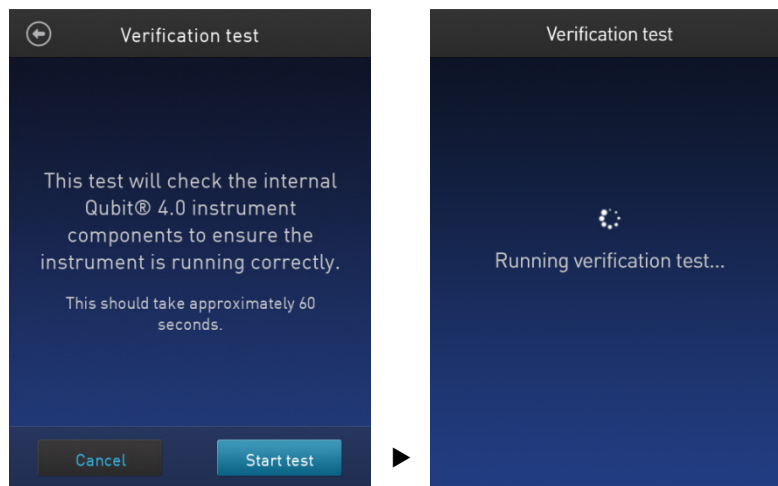 Verification test
This test will check the internal
Qubit® 4.0 instrument
components to ensure the
instrument is running correctly.
This should take approximately 60
seconds.
Cancel
Start test
Verification test
Running verification test...